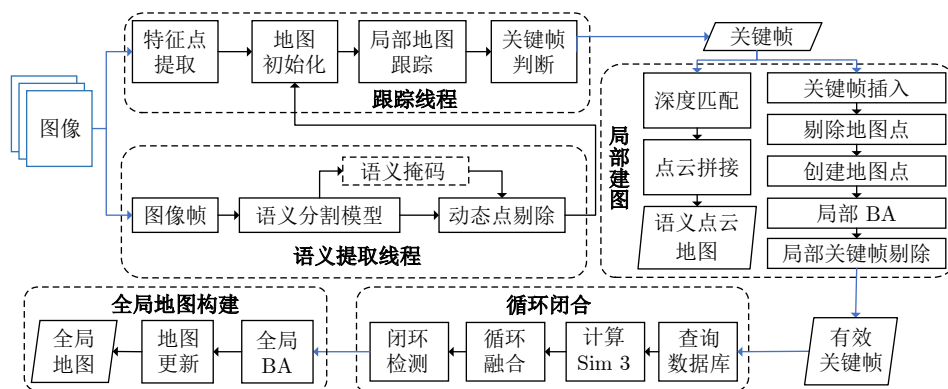 图像
特征点
提取
地图
初始化
局部地图
跟踪
关键帧
判断
跟踪线程
语义掩码
图像帧
语义分割模型
动态点剔除
语义提取线程
关键帧
局部建图
深度匹配
点云拼接
语义点云
地图
关键帧插入
剔除地图点
创建地图点
局部 BA
局部关键帧剔除
有效
关键帧
循环闭合
查询
数据库
计算
Sim 3
循环
融合
闭环
检测
全局地图构建
全局
BA
地图
更新
全局
地图